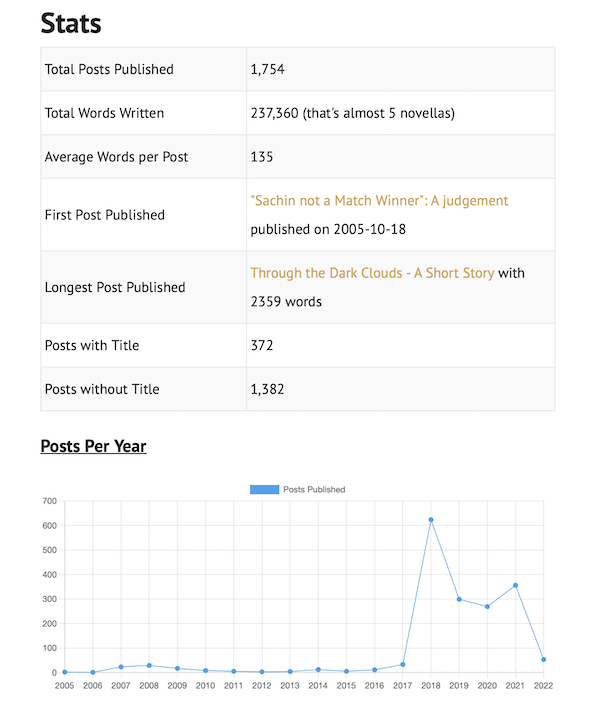 Stats
Total Posts Published 1,754
Total Words Written 237,360 (that's almost 5 novellas)
Average Words per Post 135
First Post Published "Sachin not a Match Winner": A judgement
published on 2005-10-18
Longest Post Published Through the Dark Clouds - A Short Story with
2359 words
Posts with Title 372
Posts without Title 1,382
Posts Per Year
Posts Published
700
600
500
400
300
200
100
0
2005 2006 2007 2008 2009 2010 2011 2012 2013 2014 2015 2016 2017 2018 2019 2020 2021 2022